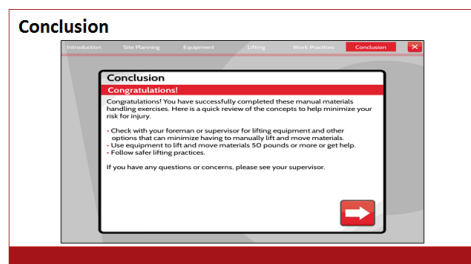 Conclusion
Introduction Site Planning Equipment Lifting Work Practices Conclusion
Conclusion
Congratulations!
Congratulations! You have successfully completed these manual materials
handling exercises. Here is a quick review of the concepts to help minimize your
risk for injury.
• Check with your foreman or supervisor for lifting equipment and other
options that can minimize having to manually lift and move materials.
• Use equipment to lift and move materials 50 pounds or more or get help.
• Follow safer lifting practices.
If you have any questions or concerns, please see your supervisor.